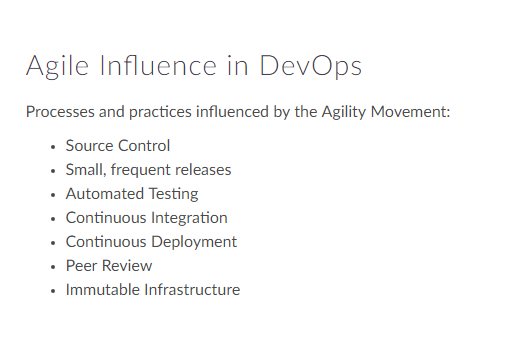 Agile Influence in DevOps
Processes and practices influenced by the Agility Movement:
• Source Control
• Small, frequent releases
• Automated Testing
• Continuous Integration
• Continuous Deployment
• Peer Review
• Immutable Infrastructure